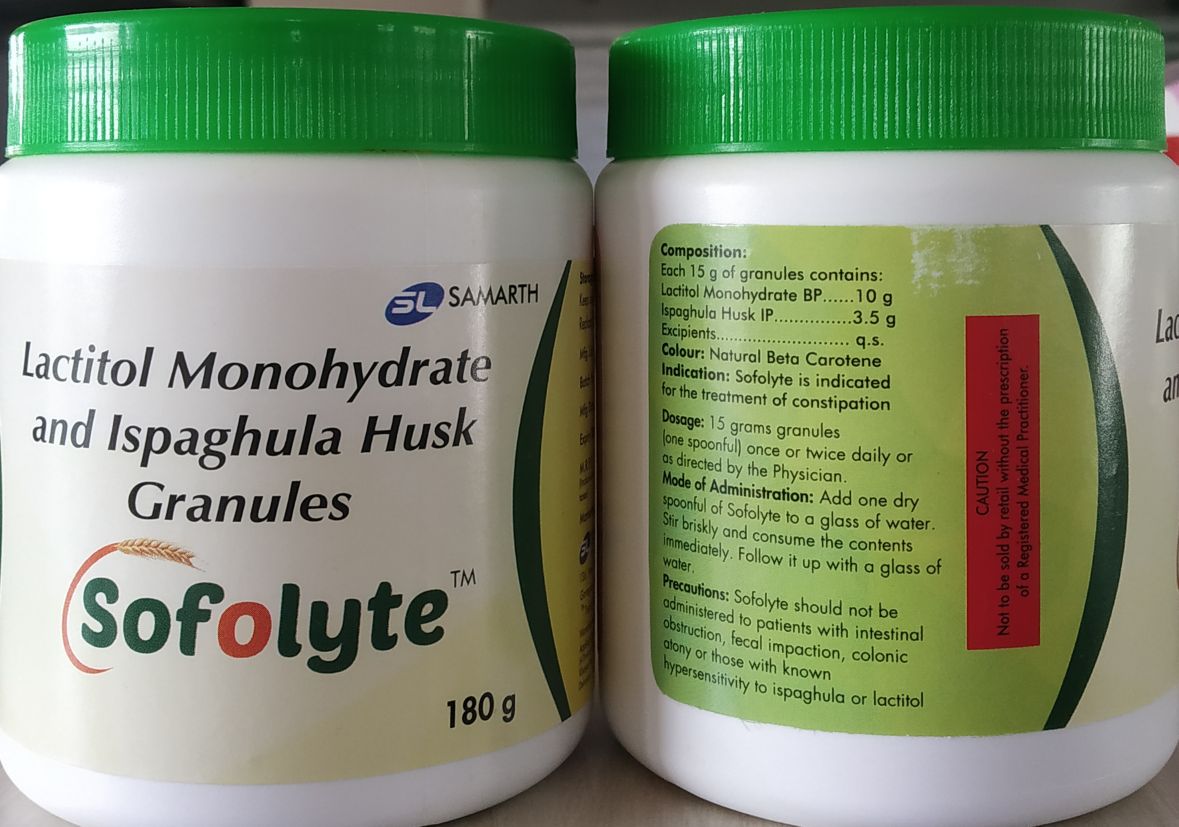 SL SAMARTH
Lactitol Monohydrate
and Ispaghula Husk
Granules
Sofolyte™
180 g
Composition:
Each 15 g of granules contains:
Lactitol Monohydrate BP......10 g
Ispaghula Husk IP...............3.5 g
Excipients......................... q.s.
Colour: Natural Beta Carotene
Indication: Sofolyte is indicated
for the treatment of constipation
Dosage: 15 grams granules
(one spoonful) once or twice daily or
as directed by the Physician.
Mode of Administration: Add one dry
spoonful of Sofolyte to a glass of water.
Stir briskly and consume the contents
immediately. Follow it up with a glass of
water.
Precautions: Sofolyte should not be
administered to patients with intestinal
obstruction, fecal impaction, colonic
atony or those with known
hypersensitivity to ispaghula or lactitol
CAUTION
Not to be sold by retail without the prescription
of a Registered Medical Practitioner.